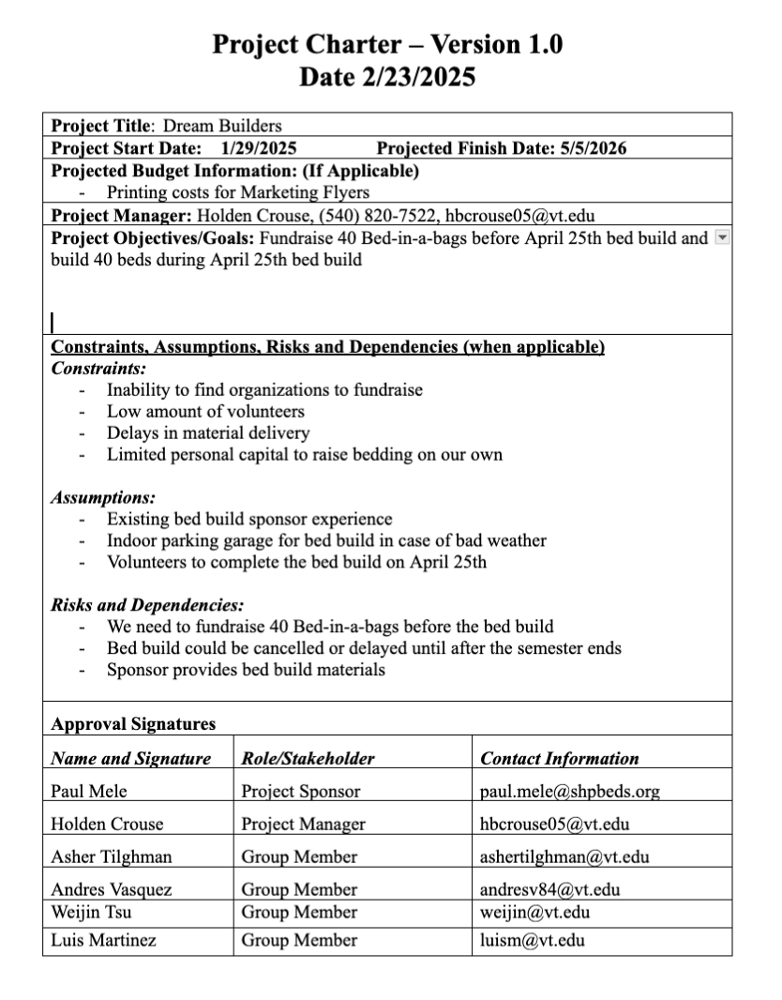 Project Charter – Version 1.0
Date 2/23/2025
Project Title: Dream Builders
Project Start Date: 1/29/2025 Projected Finish Date: 5/5/2026
Projected Budget Information: (If Applicable)
- Printing costs for Marketing Flyers
Project Manager: Holden Crouse, (540) 820-7522, hbcrouse05@vt.edu
Project Objectives/Goals: Fundraise 40 Bed-in-a-bags before April 25th bed build and
build 40 beds during April 25th bed build
Constraints, Assumptions, Risks and Dependencies (when applicable)
Constraints:
- Inability to find organizations to fundraise
- Low amount of volunteers
- Delays in material delivery
- Limited personal capital to raise bedding on our own
Assumptions:
- Existing bed build sponsor experience
- Indoor parking garage for bed build in case of bad weather
- Volunteers to complete the bed build on April 25th
Risks and Dependencies:
- We need to fundraise 40 Bed-in-a-bags before the bed build
- Bed build could be cancelled or delayed until after the semester ends
- Sponsor provides bed build materials
Approval Signatures
Name and Signature Role/Stakeholder Contact Information
Paul Mele Project Sponsor paul.mele@shpbeds.org
Holden Crouse Project Manager hbcrouse05@vt.edu
Asher Tilghman Group Member ashertilghman@vt.edu
Andres Vasquez Group Member andresv84@vt.edu
Weijin Tsu Group Member weijin@vt.edu
Luis Martinez Group Member luism@vt.edu